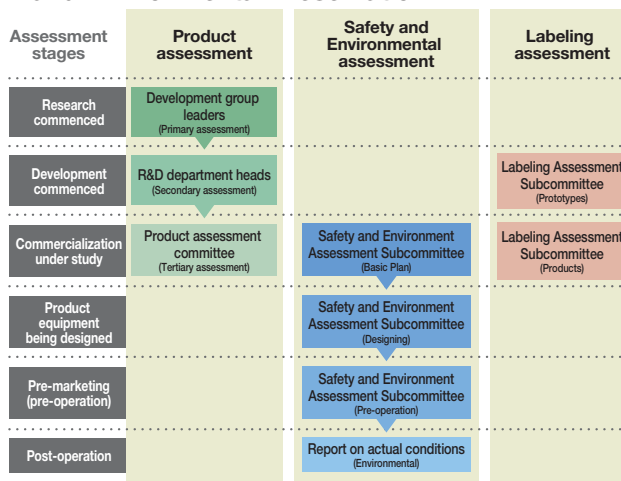 Assessment
stages
Product
assessment
Safety and
Environmental
assessment
Labeling
assessment
Research
commenced
Development group
leaders
(Primary assessment)
Development
commenced
R&D department heads
(Secondary assessment)
Labeling Assessment
Subcommittee
(Prototypes)
Commercialization
under study
Product assessment
committee
(Tertiary assessment)
Safety and Environment
Assessment Subcommittee
(Basic Plan)
Labeling Assessment
Subcommittee
(Products)
Product
equipment
being designed
Safety and Environment
Assessment Subcommittee
(Designing)
Pre-marketing
(pre-operation)
Safety and Environment
Assessment Subcommittee
(Pre-operation)
Post-operation
Report on actual conditions
(Environmental)